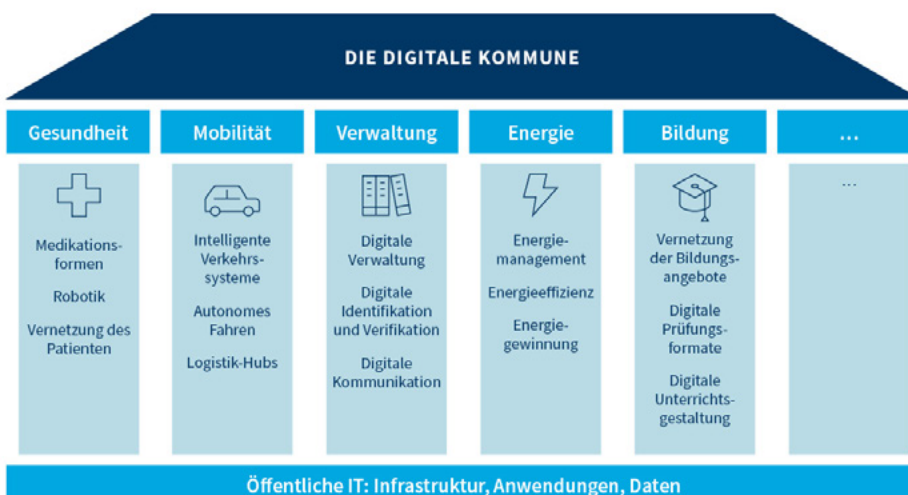 DIE DIGITALE KOMMUNE
Gesundheit
Mobilität
Verwaltung
Energie
Bildung
...
Medikations-
formen
Robotik
Vernetzung des
Patienten
Intelligente
Verkehrs-
systeme
Autonomes
Fahren
Logistik-Hubs
Digitale
Verwaltung
Digitale
Identifikation
und Verifikation
Digitale
Kommunikation
Energie-
management
Energieeffizienz
Energie-
gewinnung
Vernetzung
der Bildungs-
angebote
Digitale
Prüfungs-
formate
Digitale
Unterrichts-
gestaltung
...
Öffentliche IT: Infrastruktur, Anwendungen, Daten